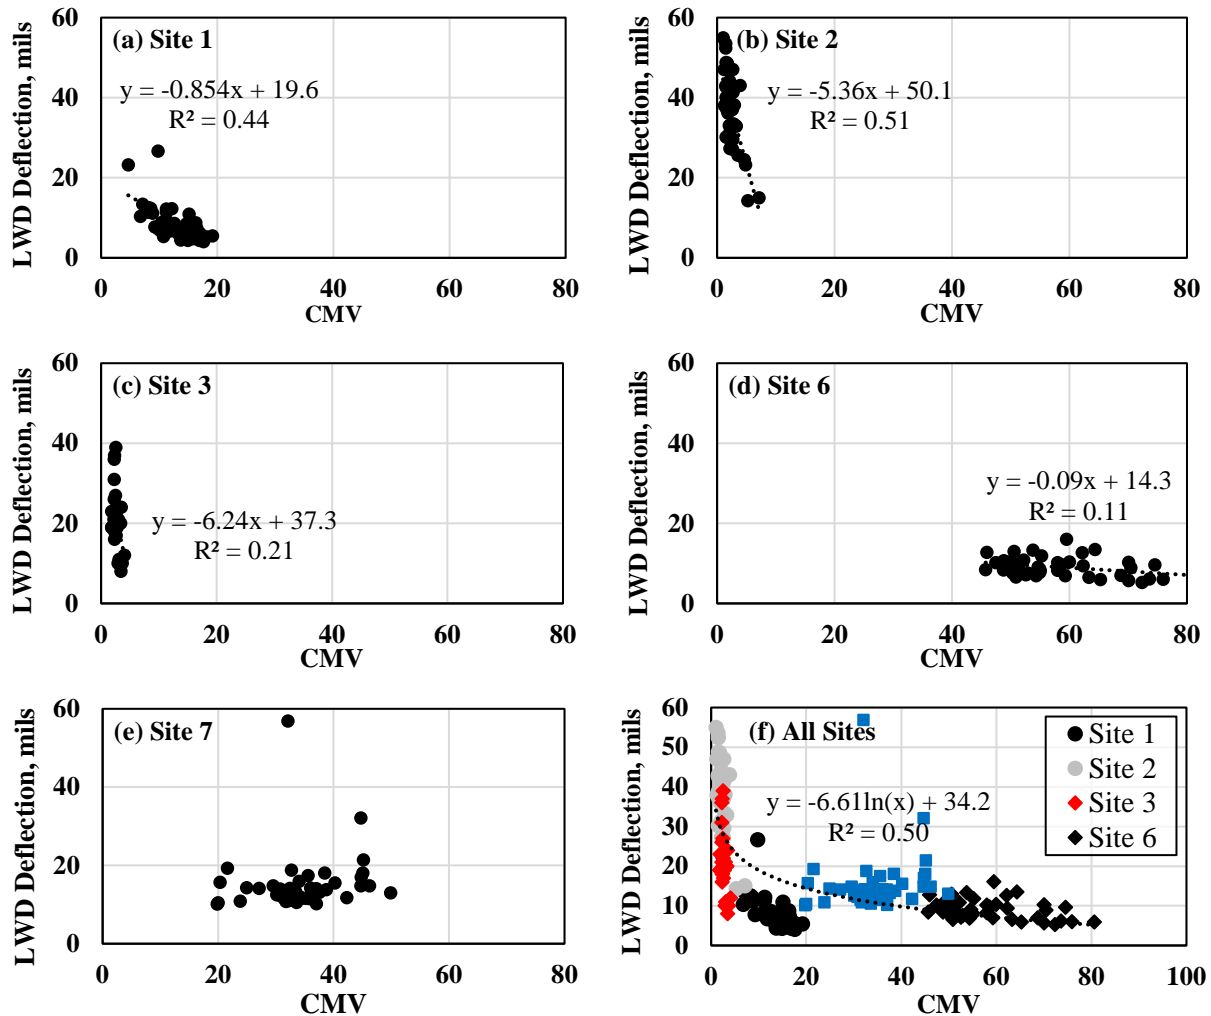 (a) Site 1
y = -0.854x + 19.6
R² = 0.44
LWD Deflection, mils
60
40
20
0
0 20 40 60 80
CMV
(b) Site 2
y = -5.36x + 50.1
R² = 0.51
LWD Deflection, mils
60
40
20
0
0 20 40 60 80
CMV
(c) Site 3
y = -6.24x + 37.3
R² = 0.21
LWD Deflection, mils
60
40
20
0
0 20 40 60 80
CMV
(d) Site 6
y = -0.09x + 14.3
R² = 0.11
LWD Deflection, mils
60
40
20
0
0 20 40 60 80
CMV
(e) Site 7
LWD Deflection, mils
60
40
20
0
0 20 40 60 80
CMV
(f) All Sites
y = -6.61ln(x) + 34.2
R² = 0.50
Site 1
Site 2
Site 3
Site 6
LWD Deflection, mils
60
50
40
30
20
10
0
0 20 40 60 80 100
CMV